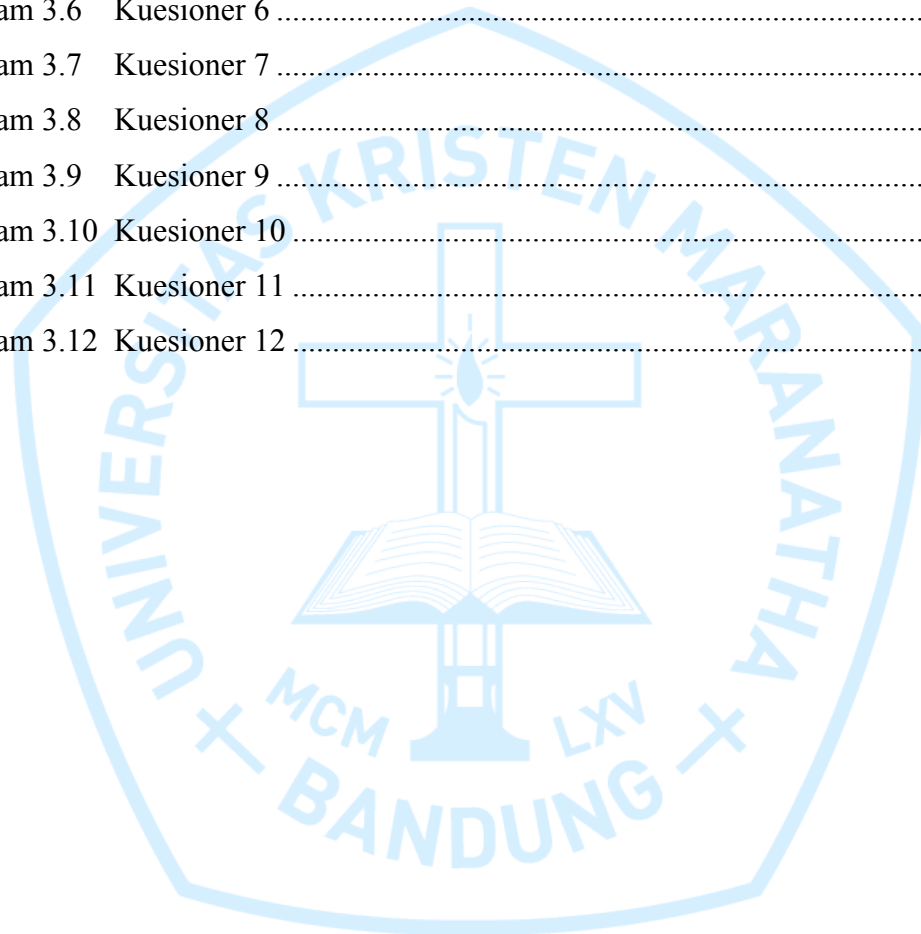 am 3.6 Kuesioner 6 ....................................................................
am 3.7 Kuesioner 7 ....................................................................
am 3.8 Kuesioner 8 ....................................................................
am 3.9 Kuesioner 9 ....................................................................
am 3.10 Kuesioner 10 ..................................................................
am 3.11 Kuesioner 11 ..................................................................
am 3.12 Kuesioner 12 ..................................................................
UNIVERSITAS KRISTEN MARANATHA
MCM LXV
BANDUNG